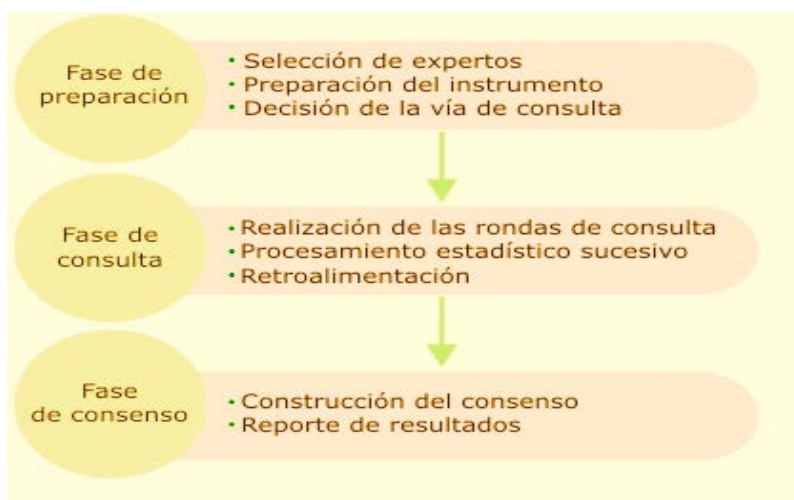 Fase de
preparación
• Selección de expertos
• Preparación del instrumento
• Decisión de la vía de consulta
Fase de
consulta
• Realización de las rondas de consulta
• Procesamiento estadístico sucesivo
• Retroalimentación
Fase
de consenso
• Construcción del consenso
• Reporte de resultados